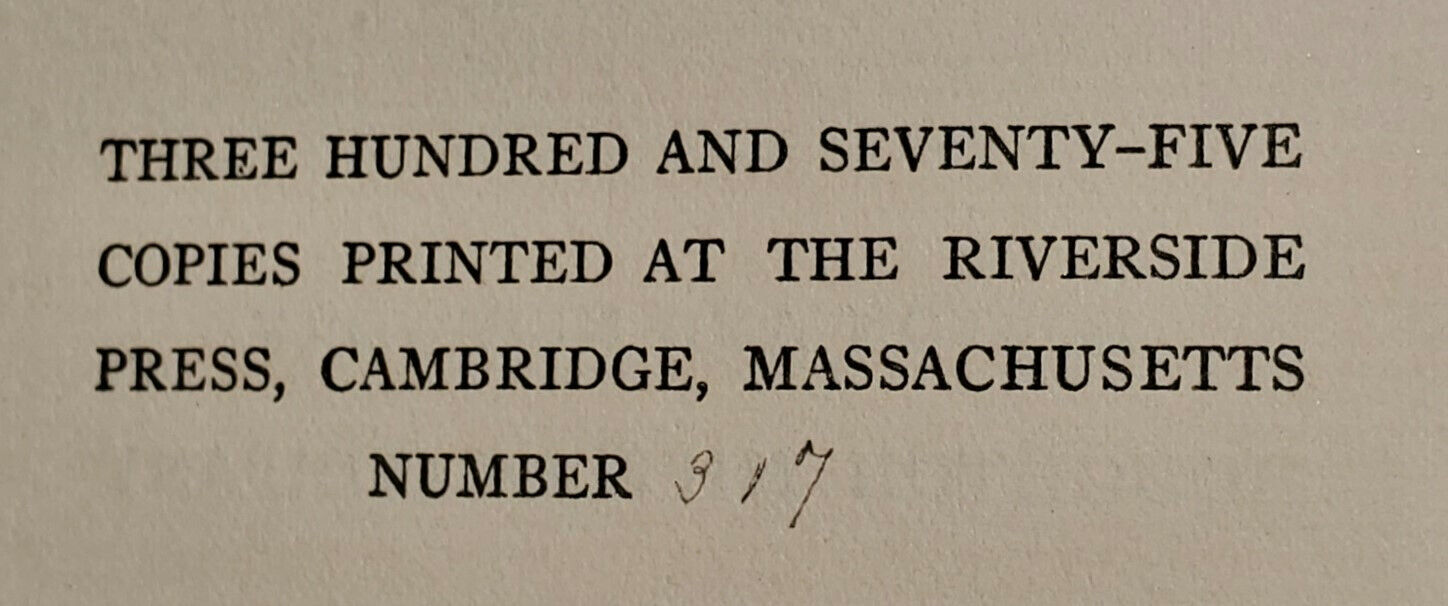 THREE HUNDRED AND SEVENTY-FIVE
COPIES PRINTED AT THE RIVERSIDE
PRESS, CAMBRIDGE, MASSACHUSETTS
NUMBER 317